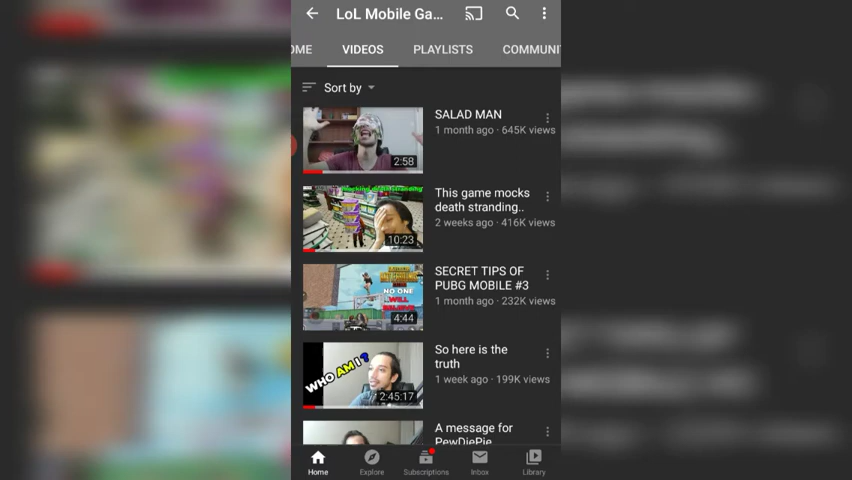 LoL Mobile Ga...
OME VIDEOS PLAYLISTS COMMUNI
Sort by
SALAD MAN
1 month ago · 645K views
2:58
This game mocks
death stranding..
2 weeks ago · 416K views
10:23
SECRET TIPS OF
PUBG MOBILE #3
1 month ago · 232K views
NO ONE
WILL
4:44
So here is the
truth
1 week ago · 199K views
WHO AM I ?
2:45:17
A message for
PewDiePie
Home Explore Subscriptions Inbox Library